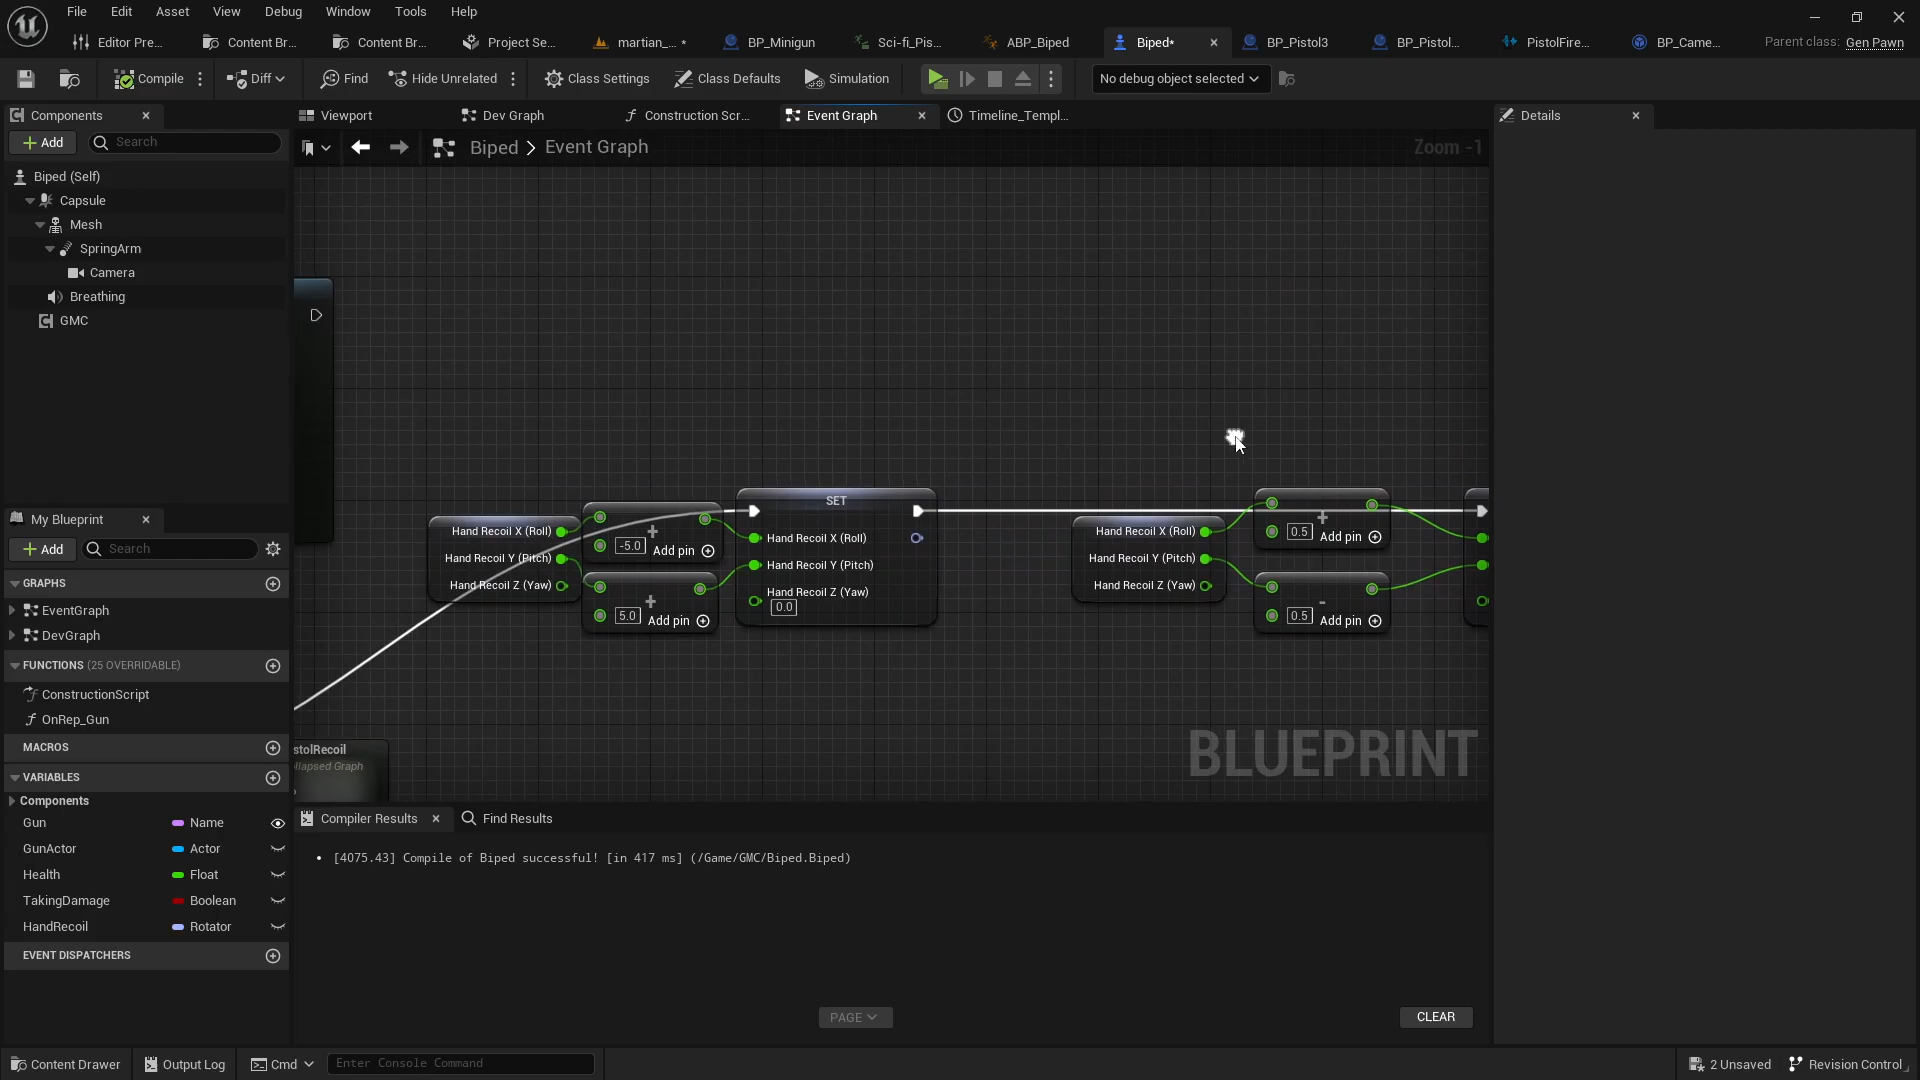 File Edit Asset View Debug Window Tools Help
Editor Pre... Content Br... Content Br... Project Se... martian_... * BP_Minigun Sci-fi_Pis... ABP_Biped Biped* BP_Pistol3 BP_Pistol... PistolFire... BP_Came... Parent class: Gen Pawn
Compile Diff Find Hide Unrelated Class Settings Class Defaults Simulation No debug object selected
Components
Add Search
Biped (Self)
Capsule
Mesh
SpringArm
Camera
Breathing
GMC
My Blueprint
Add Search
GRAPHS
EventGraph
DevGraph
FUNCTIONS (25 OVERRIDABLE)
ConstructionScript
OnRep_Gun
MACROS
VARIABLES
Components
Gun Name
GunActor Actor
Health Float
TakingDamage Boolean
HandRecoil Rotator
EVENT DISPATCHERS
Viewport Dev Graph Construction Scr... Event Graph Timeline_Templ...
Biped > Event Graph Zoom -1
Hand Recoil X (Roll)
Hand Recoil Y (Pitch)
Hand Recoil Z (Yaw)
-5.0 Add pin
5.0 Add pin
SET
Hand Recoil X (Roll)
Hand Recoil Y (Pitch)
Hand Recoil Z (Yaw)
0.0
Hand Recoil X (Roll)
Hand Recoil Y (Pitch)
Hand Recoil Z (Yaw)
0.5 Add pin
0.5 Add pin
stolRecoil
llapsed Graph
BLUEPRINT
Compiler Results Find Results
• [4075.43] Compile of Biped successful! [in 417 ms] (/Game/GMC/Biped.Biped)
PAGE CLEAR
Details
Content Drawer Output Log Cmd Enter Console Command 2 Unsaved Revision Control